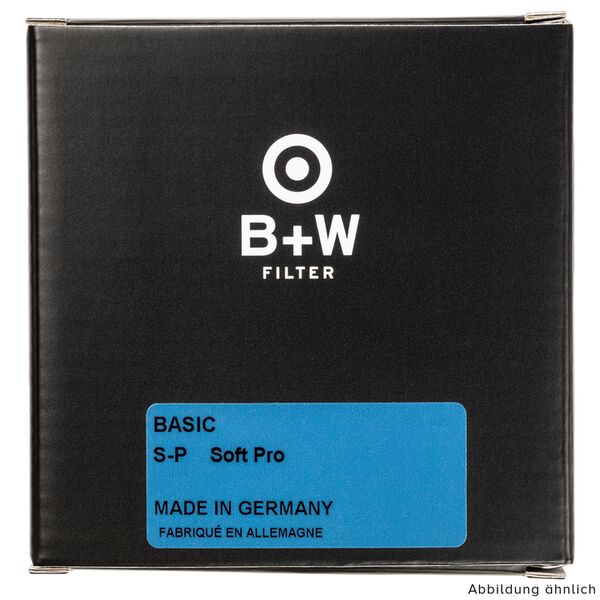 B+W
FILTER
BASIC
S-P Soft Pro
MADE IN GERMANY
FABRIQUÉ EN ALLEMAGNE
Abbildung ähnlich